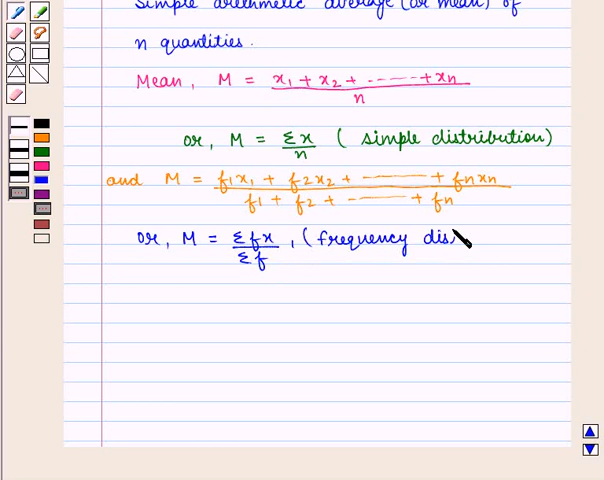 Simple arithmetic average (or mean) of
n quantities.
Mean, M = x₁ + x₂ + ------ + xn / n
or, M = Σx / n ( simple distribution)
and M = f₁x₁ + f₂x₂ + ------ + fnxn / f₁ + f₂ + ------ + fn
or, M = Σfx / Σf , (frequency dis